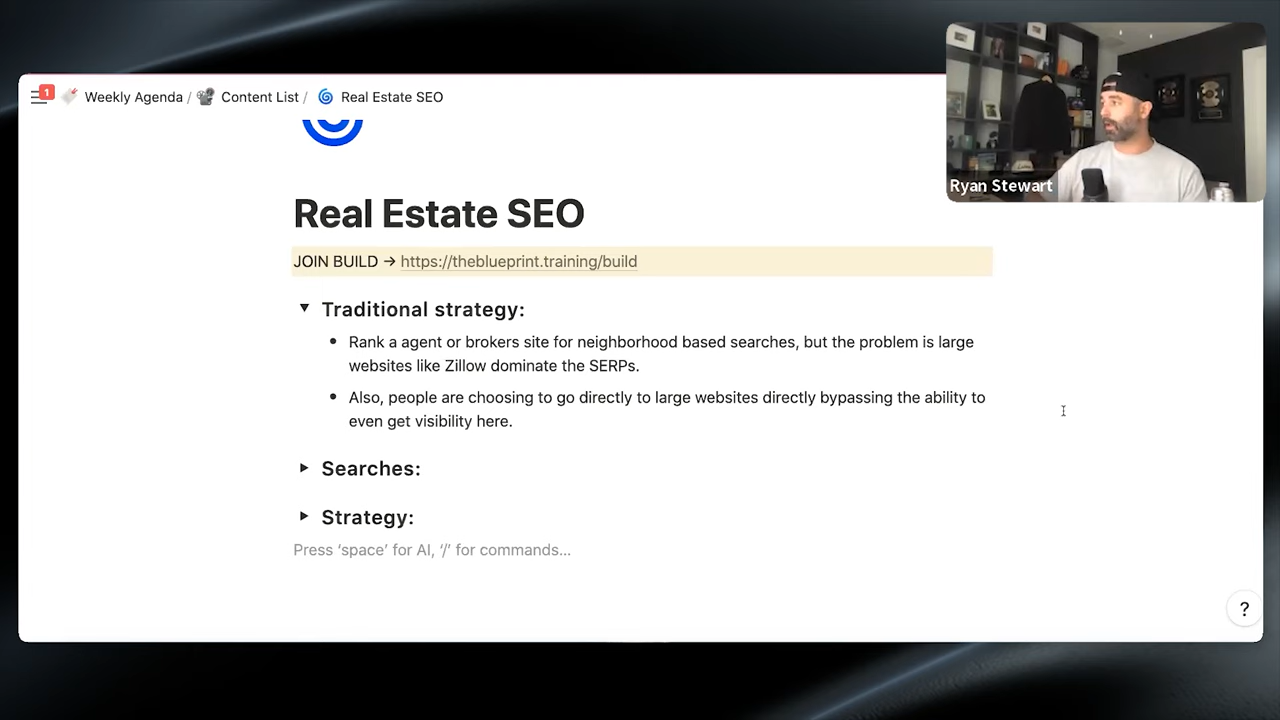 1
Weekly Agenda / Content List / Real Estate SEO
Ryan Stewart
Real Estate SEO
JOIN BUILD → https://theblueprint.training/build
Traditional strategy:
Rank a agent or brokers site for neighborhood based searches, but the problem is large
websites like Zillow dominate the SERPs.
Also, people are choosing to go directly to large websites directly bypassing the ability to
even get visibility here.
Searches:
Strategy:
Press ‘space’ for AI, ‘/’ for commands...
?